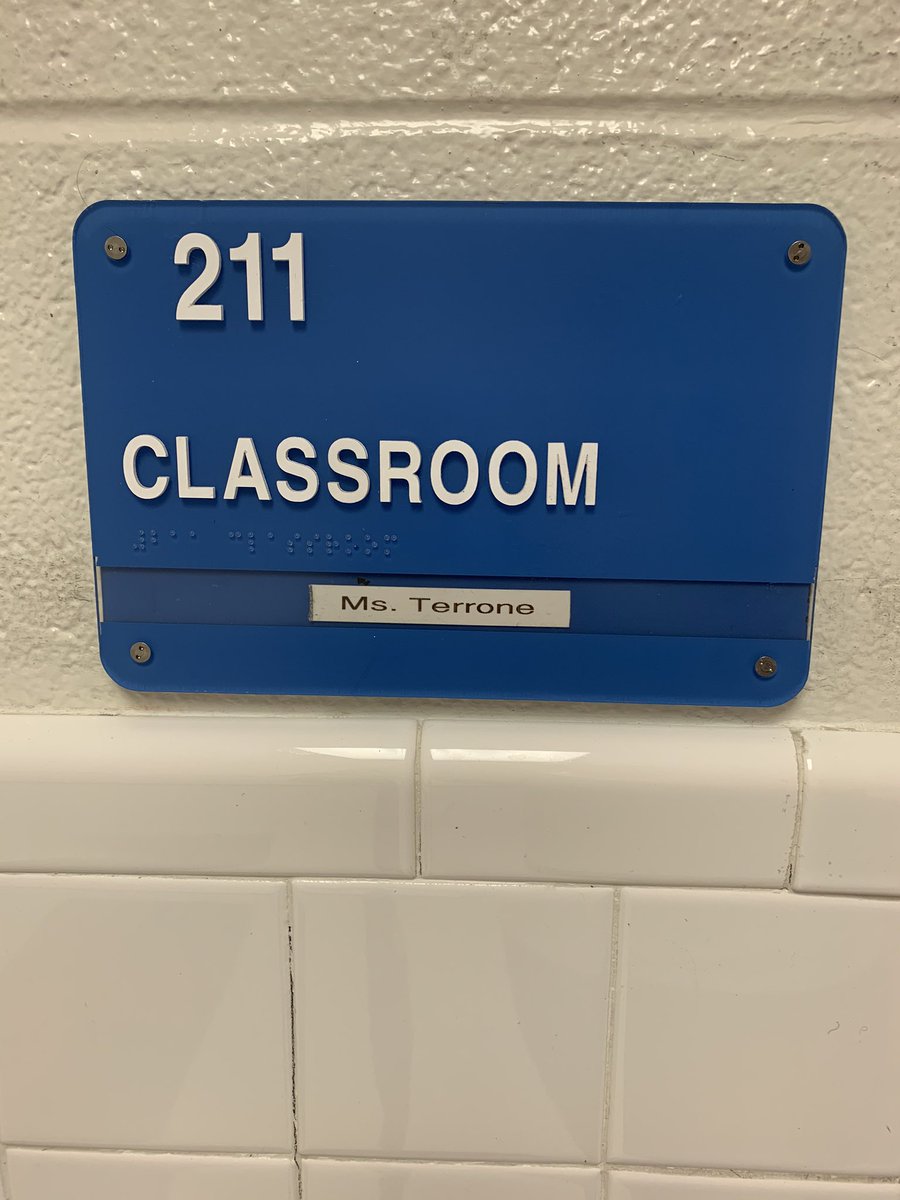 211
CLASSROOM
Ms. Terrone